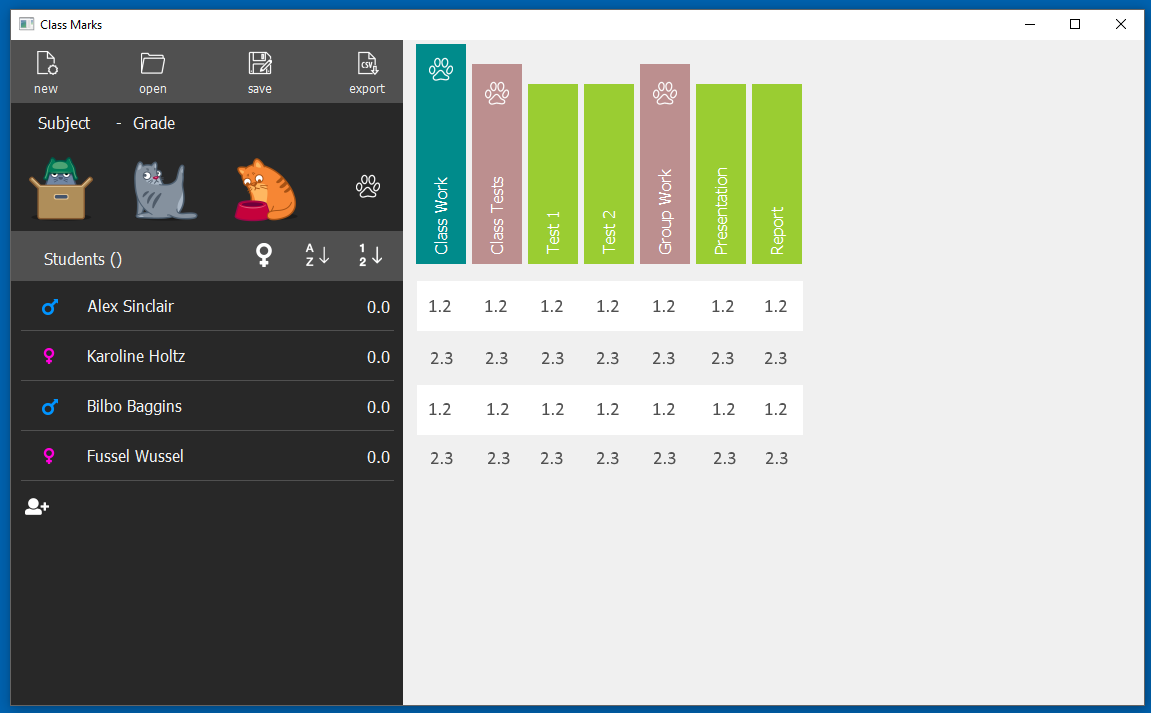 Class Marks
new open save export
CSV
Subject - Grade
Class Work
Class Tests
Test 1
Test 2
Group Work
Presentation
Report
Students () A Z 1 2
Alex Sinclair 0.0 1.2 1.2 1.2 1.2 1.2 1.2 1.2
Karoline Holtz 0.0 2.3 2.3 2.3 2.3 2.3 2.3 2.3
Bilbo Baggins 0.0 1.2 1.2 1.2 1.2 1.2 1.2 1.2
Fussel Wussel 0.0 2.3 2.3 2.3 2.3 2.3 2.3 2.3